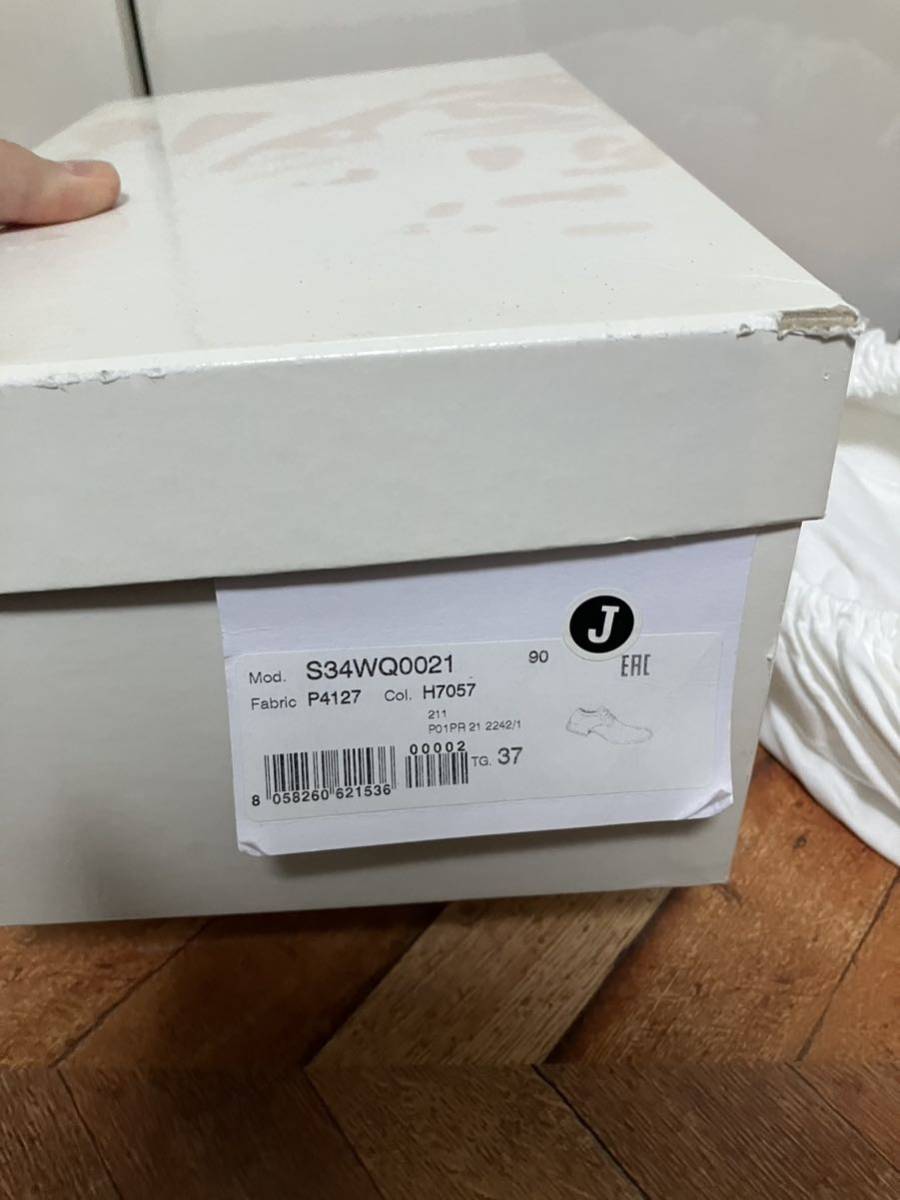 J
Mod. S34WQ0021 90 EAC
Fabric P4127 Col. H7057
211
P01PR 21 2242/1
00002 TG. 37
8 058260 621536